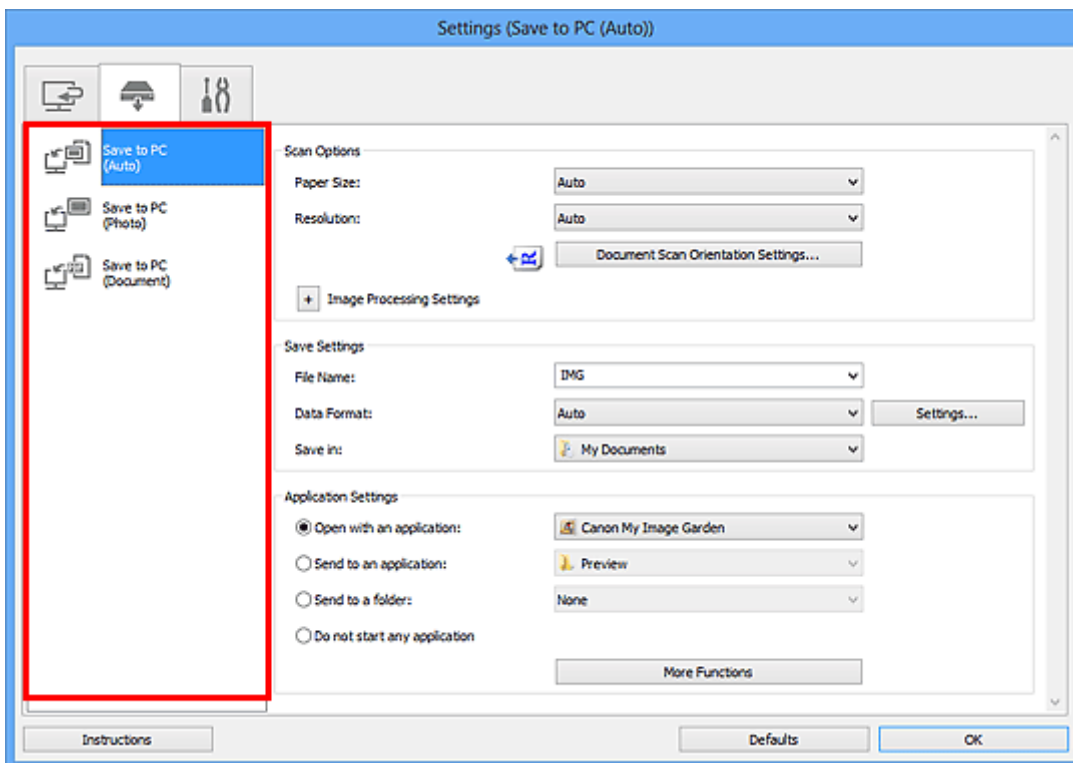 Settings (Save to PC (Auto))
Save to PC
(Auto)
Save to PC
(Photo)
Save to PC
(Document)
Scan Options
Paper Size: Auto
Resolution: Auto
Document Scan Orientation Settings...
+ Image Processing Settings
Save Settings
File Name: IMG
Data Format: Auto Settings...
Save in: My Documents
Application Settings
Open with an application: Canon My Image Garden
Send to an application: Preview
Send to a folder: None
Do not start any application
More Functions
Instructions Defaults OK